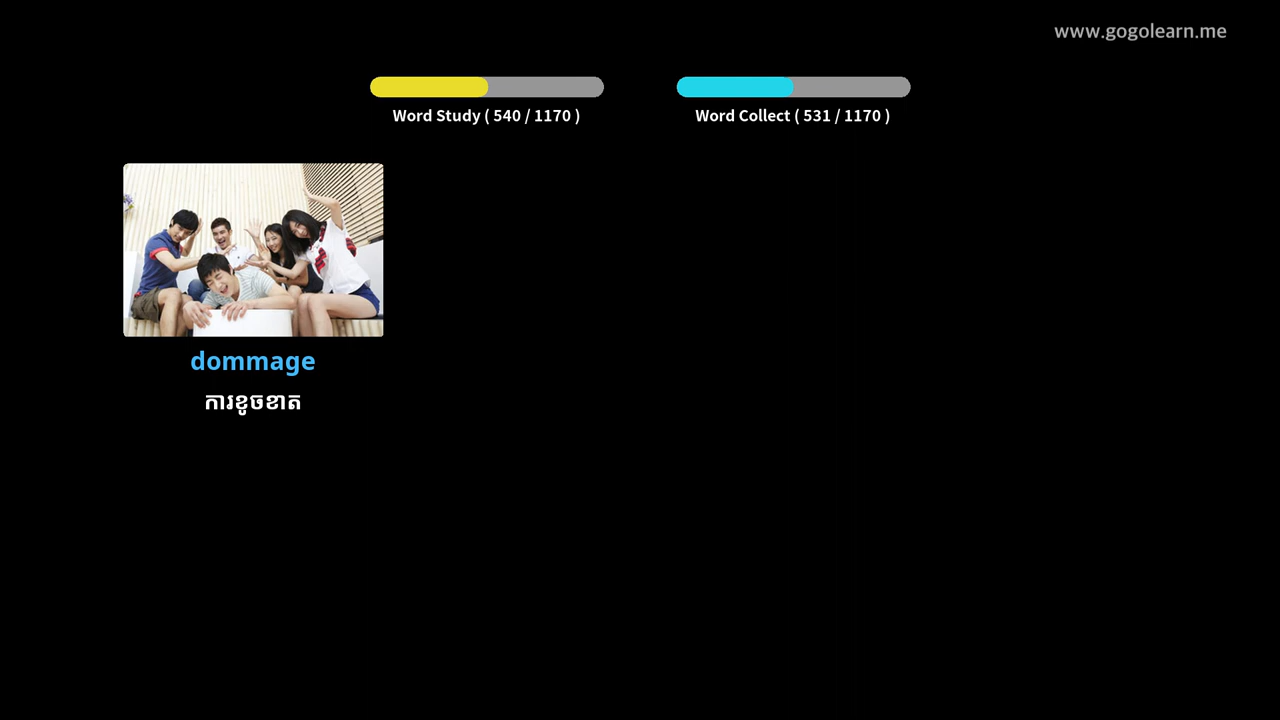 www.gogolearn.me
Word Study ( 540 / 1170 )
Word Collect ( 531 / 1170 )
dommage
ការខូចខាត